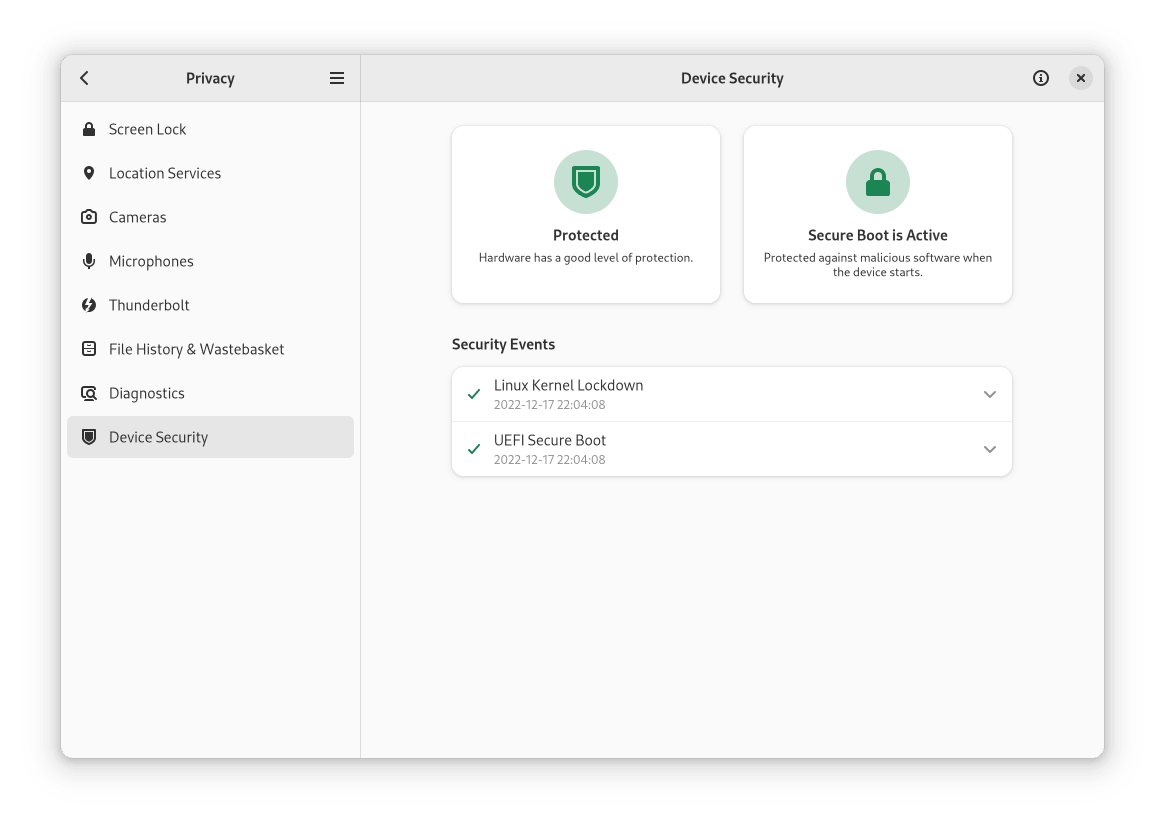 Privacy
Device Security
Screen Lock
Location Services
Cameras
Microphones
Thunderbolt
File History & Wastebasket
Diagnostics
Device Security
Protected
Hardware has a good level of protection.
Secure Boot is Active
Protected against malicious software when
the device starts.
Security Events
Linux Kernel Lockdown
2022-12-17 22:04:08
UEFI Secure Boot
2022-12-17 22:04:08